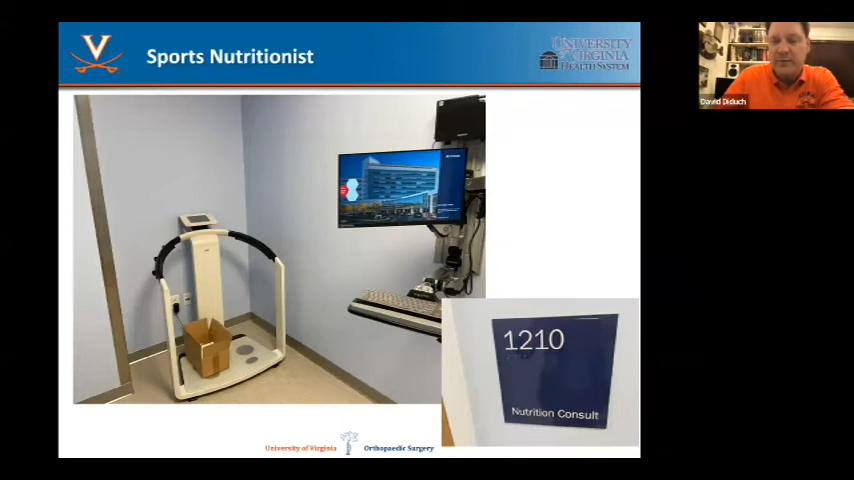 Sports Nutritionist
UNIVERSITY
of VIRGINIA
HEALTH SYSTEM
David Diduch
1210
Nutrition Consult
University of Virginia
Orthopaedic Surgery